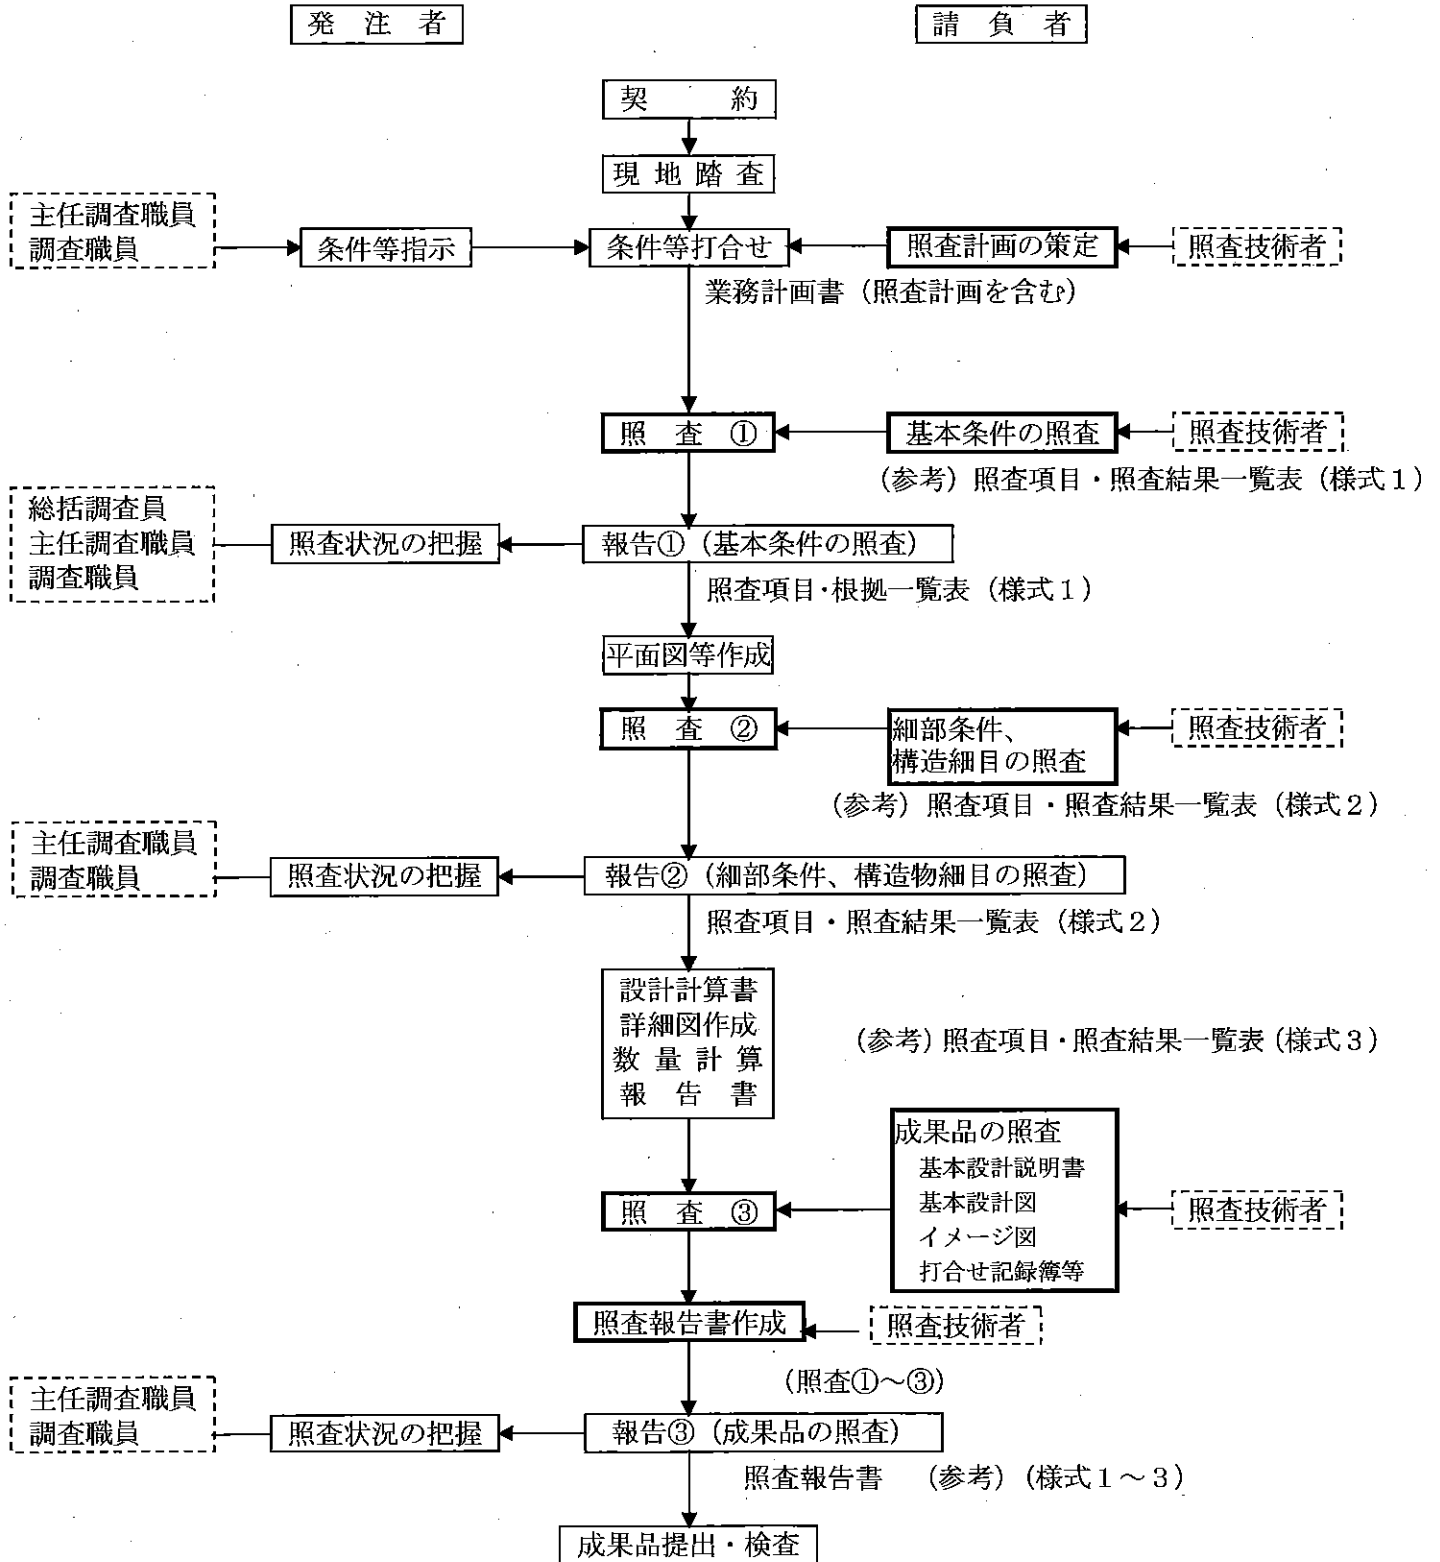 発注者
請負者
契約
現地踏査
主任調査職員
調査職員
条件等指示
条件等打合せ
照査計画の策定
照査技術者
業務計画書（照査計画を含む）
照査①
基本条件の照査
照査技術者
（参考）照査項目・照査結果一覧表（様式１）
総括調査員
主任調査職員
調査職員
照査状況の把握
報告①（基本条件の照査）
照査項目・根拠一覧表（様式１）
平面図等作成
照査②
細部条件、
構造細目の照査
照査技術者
（参考）照査項目・照査結果一覧表（様式２）
主任調査職員
調査職員
照査状況の把握
報告②（細部条件、構造物細目の照査）
照査項目・照査結果一覧表（様式２）
設計計算書
詳細図作成
数量計算
報告書
（参考）照査項目・照査結果一覧表（様式３）
成果品の照査
基本設計説明書
基本設計図
イメージ図
打合せ記録簿等
照査③
照査技術者
照査報告書作成
照査技術者
（照査①～③）
主任調査職員
調査職員
照査状況の把握
報告③（成果品の照査）
照査報告書　（参考）（様式１～３）
成果品提出・検査